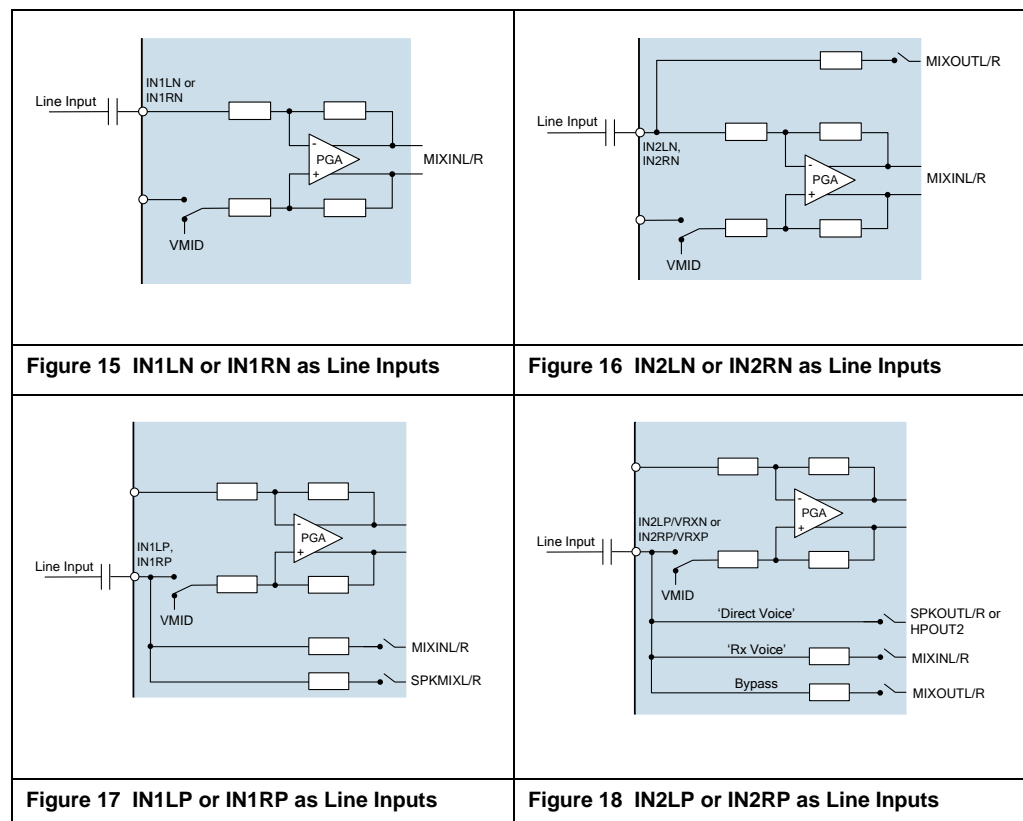 IN1LN or
IN1RN
Line Input
-
PGA
+
MIXINL/R
VMID
Figure 15 IN1LN or IN1RN as Line Inputs
MIXOUTL/R
Line Input
IN2LN,
IN2RN
-
PGA
+
MIXINL/R
VMID
Figure 16 IN2LN or IN2RN as Line Inputs
-
PGA
+
IN1LP,
IN1RP
Line Input
VMID
MIXINL/R
SPKMIXL/R
Figure 17 IN1LP or IN1RP as Line Inputs
-
PGA
+
IN2LP/VRXN or
IN2RP/VRXP
Line Input
VMID
'Direct Voice'
SPKOUTL/R or
HPOUT2
'Rx Voice'
MIXINL/R
Bypass
MIXOUTL/R
Figure 18 IN2LP or IN2RP as Line Inputs